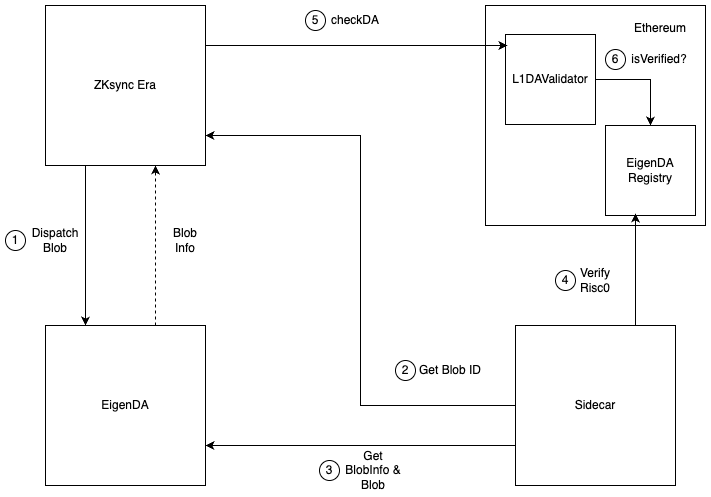 5 checkDA
Ethereum
ZKsync Era
L1DAValidator
6 isVerified?
EigenDA
Registry
1 Dispatch
Blob
Blob
Info
4 Verify
Risc0
2 Get Blob ID
EigenDA
Sidecar
3 Get
BlobInfo &
Blob